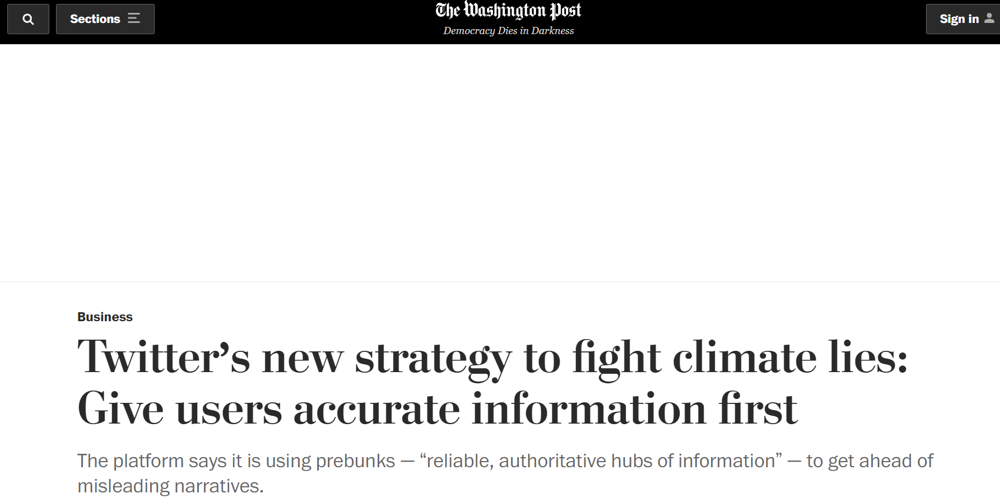 Sections
The Washington Post
Democracy Dies in Darkness
Sign in
Business
Twitter’s new strategy to fight climate lies:
Give users accurate information first
The platform says it is using prebunks — “reliable, authoritative hubs of information” — to get ahead of
misleading narratives.